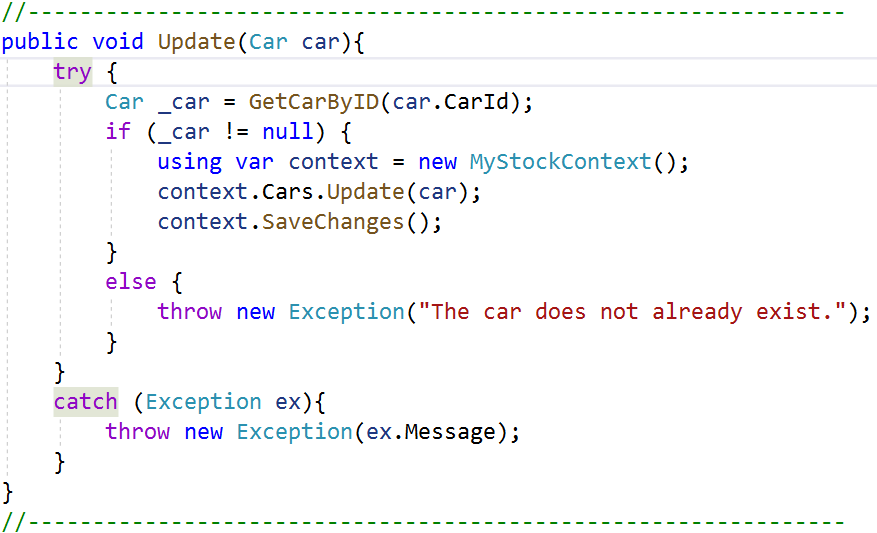 //---------------------------------------------------------------
public void Update(Car car){
    try {
        Car _car = GetCarByID(car.CarId);
        if (_car != null) {
            using var context = new MyStockContext();
            context.Cars.Update(car);
            context.SaveChanges();
        }
        else {
            throw new Exception("The car does not already exist.");
        }
    }
    catch (Exception ex){
        throw new Exception(ex.Message);
    }
}
//---------------------------------------------------------------